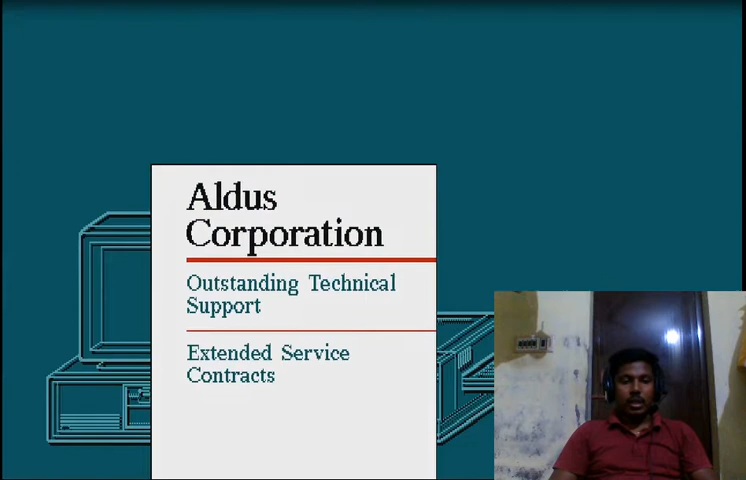 Aldus
Corporation
Outstanding Technical
Support
Extended Service
Contracts